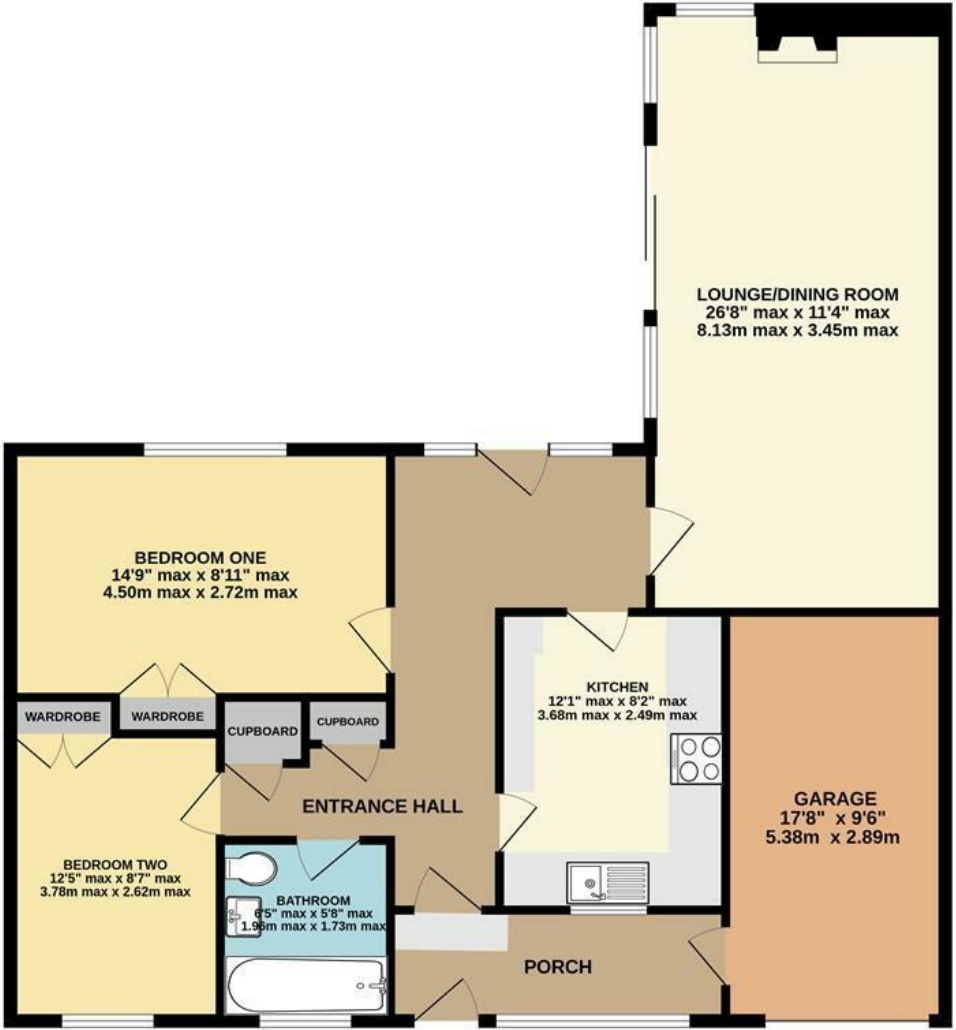 LOUNGE/DINING ROOM
26'8" max x 11'4" max
8.13m max x 3.45m max
BEDROOM ONE
14'9" max x 8'11" max
4.50m max x 2.72m max
WARDROBE
WARDROBE
CUPBOARD
CUPBOARD
KITCHEN
12'1" max x 8'2" max
3.68m max x 2.49m max
ENTRANCE HALL
GARAGE
17'8" x 9'6"
5.38m x 2.89m
BEDROOM TWO
12'5" max x 8'7" max
3.78m max x 2.62m max
BATHROOM
6'5" max x 5'8" max
1.96m max x 1.73m max
PORCH